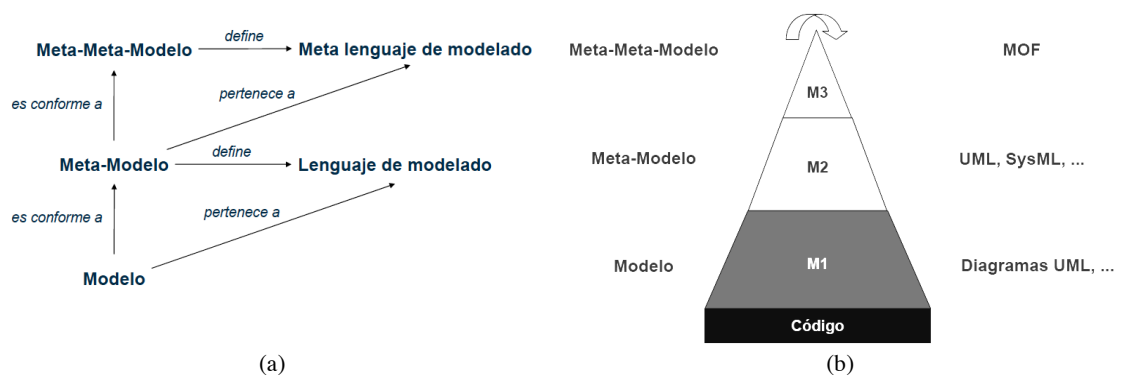 Meta-Meta-Modelo
define
Meta lenguaje de modelado
es conforme a
pertenece a
Meta-Modelo
define
Lenguaje de modelado
es conforme a
pertenece a
Modelo
(a)
Meta-Meta-Modelo
MOF
M3
Meta-Modelo
M2
UML, SysML, ...
Modelo
M1
Diagramas UML, ...
Código
(b)